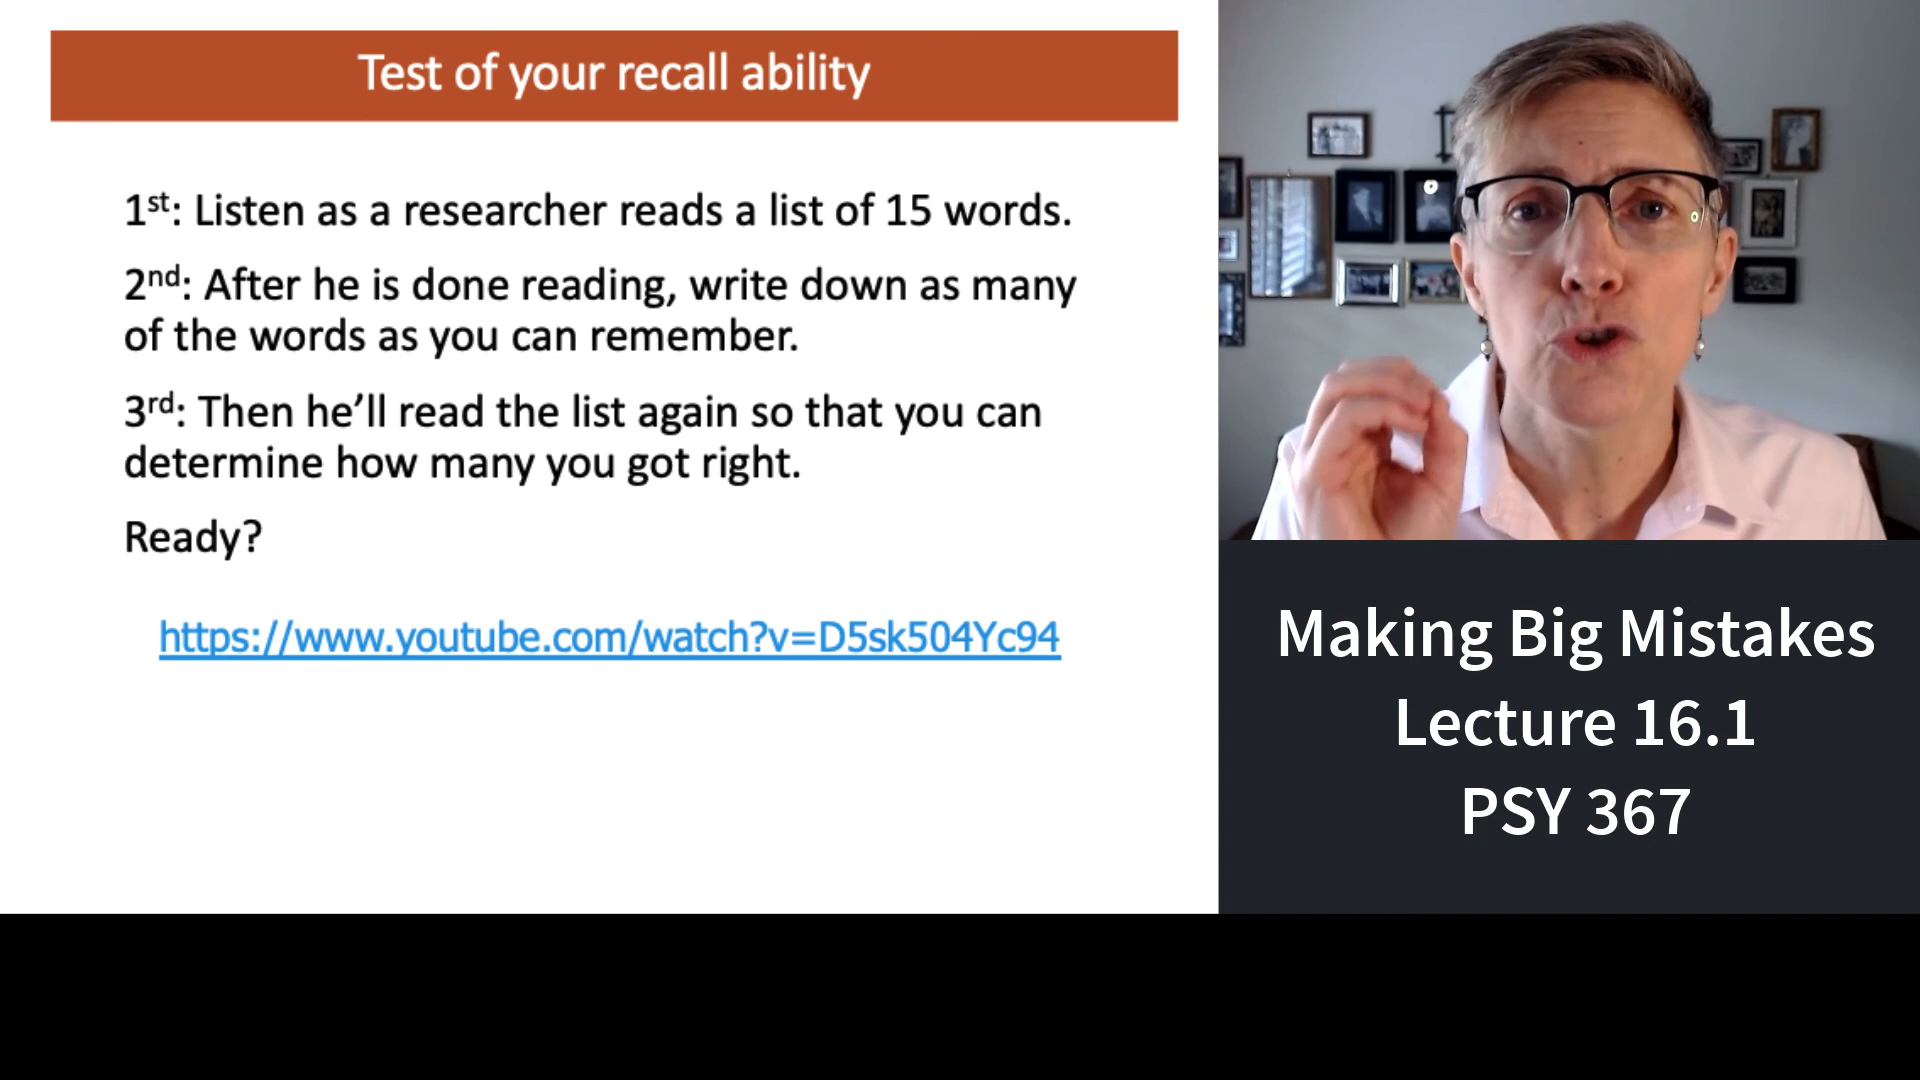 Test of your recall ability
1st: Listen as a researcher reads a list of 15 words.
2nd: After he is done reading, write down as many
of the words as you can remember.
3rd: Then he’ll read the list again so that you can
determine how many you got right.
Ready?
https://www.youtube.com/watch?v=D5sk504Yc94
Making Big Mistakes
Lecture 16.1
PSY 367